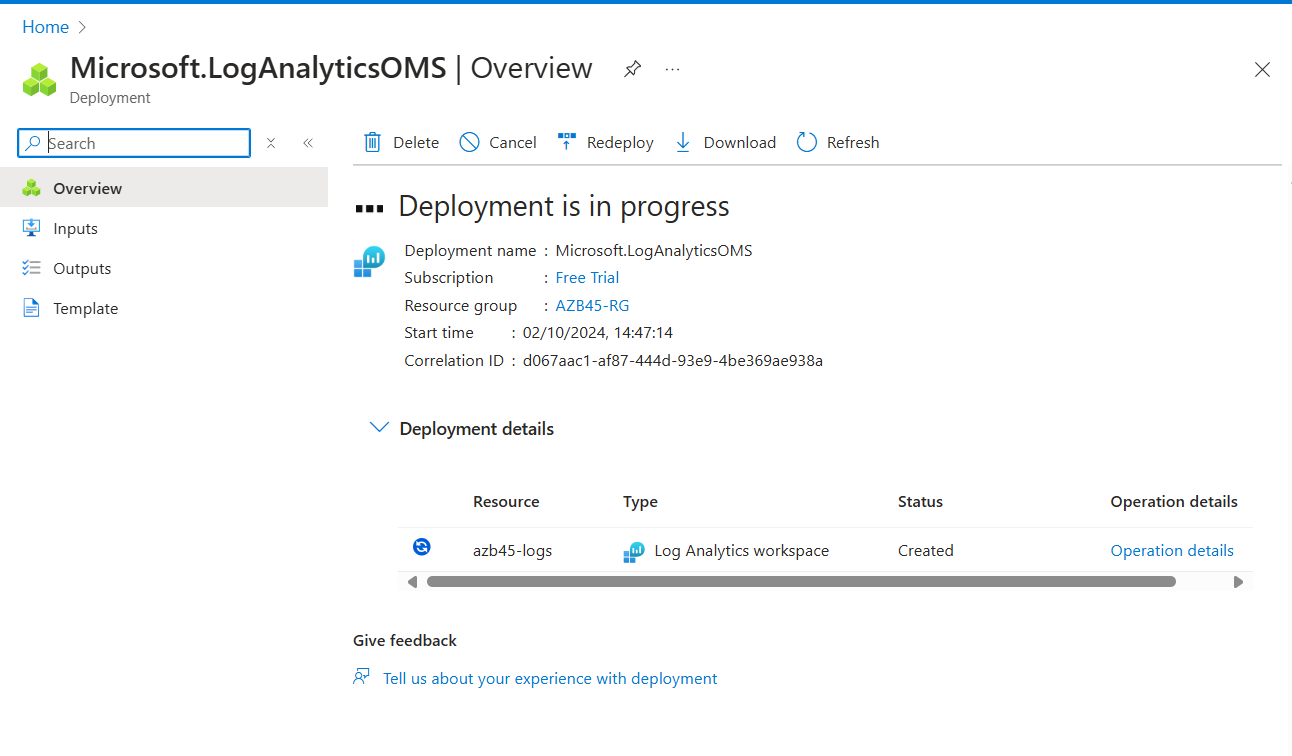 Home
Microsoft.LogAnalyticsOMS | Overview
Deployment
Search
Delete Cancel Redeploy Download Refresh
Overview
Inputs
Outputs
Template
Deployment is in progress
Deployment name : Microsoft.LogAnalyticsOMS
Subscription : Free Trial
Resource group : AZB45-RG
Start time : 02/10/2024, 14:47:14
Correlation ID : d067aac1-af87-444d-93e9-4be369ae938a
Deployment details
Resource Type Status Operation details
azb45-logs Log Analytics workspace Created Operation details
Give feedback
Tell us about your experience with deployment